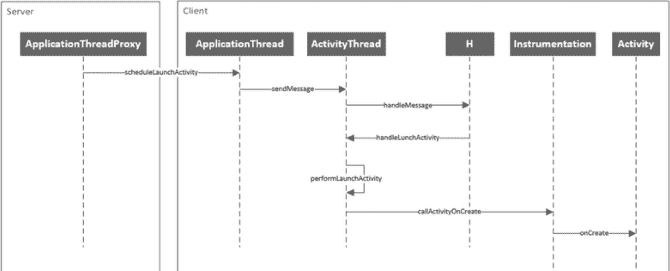 Server
Client
ApplicationThreadProxy
ApplicationThread
ActivityThread
H
Instrumentation
Activity
scheduleLaunchActivity
sendMessage
handleMessage
handleLunchActivity
performLaunchActivity
callActivityOnCreate
onCreate